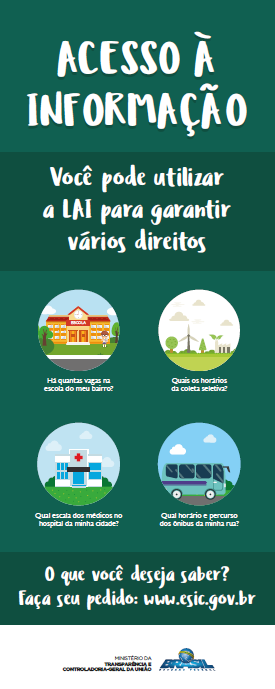 ACESSO À
INFORMAÇÃO
Você pode utilizar
a LAI para garantir
vários direitos
ESCOLA
Há quantas vagas na
escola do meu bairro?
Quais os horários
da coleta seletiva?
Qual escala dos médicos no
hospital da minha cidade?
Qual horário e percurso
dos ônibus da minha rua?
O que você deseja saber?
Faça seu pedido: www.esic.gov.br
MINISTÉRIO DA
TRANSPARÊNCIA E
CONTROLADORIA-GERAL DA UNIÃO
BRASIL
GOVERNO FEDERAL